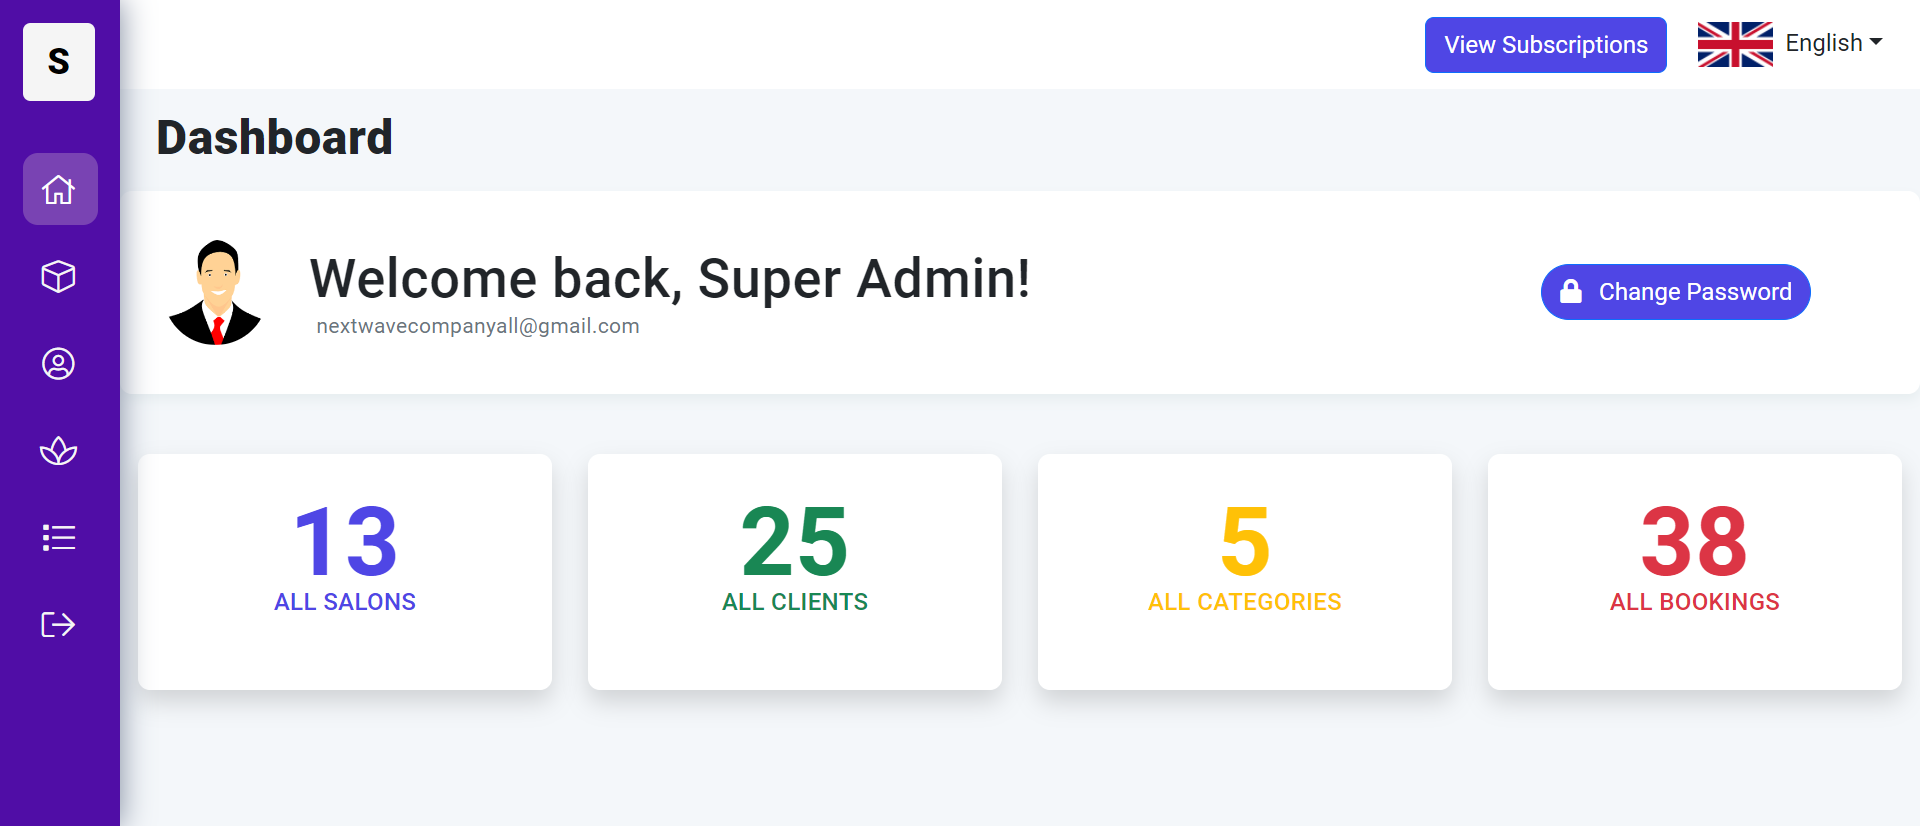 S
View Subscriptions
English
Dashboard
Welcome back, Super Admin!
nextwavecompanyall@gmail.com
Change Password
13
ALL SALONS
25
ALL CLIENTS
5
ALL CATEGORIES
38
ALL BOOKINGS